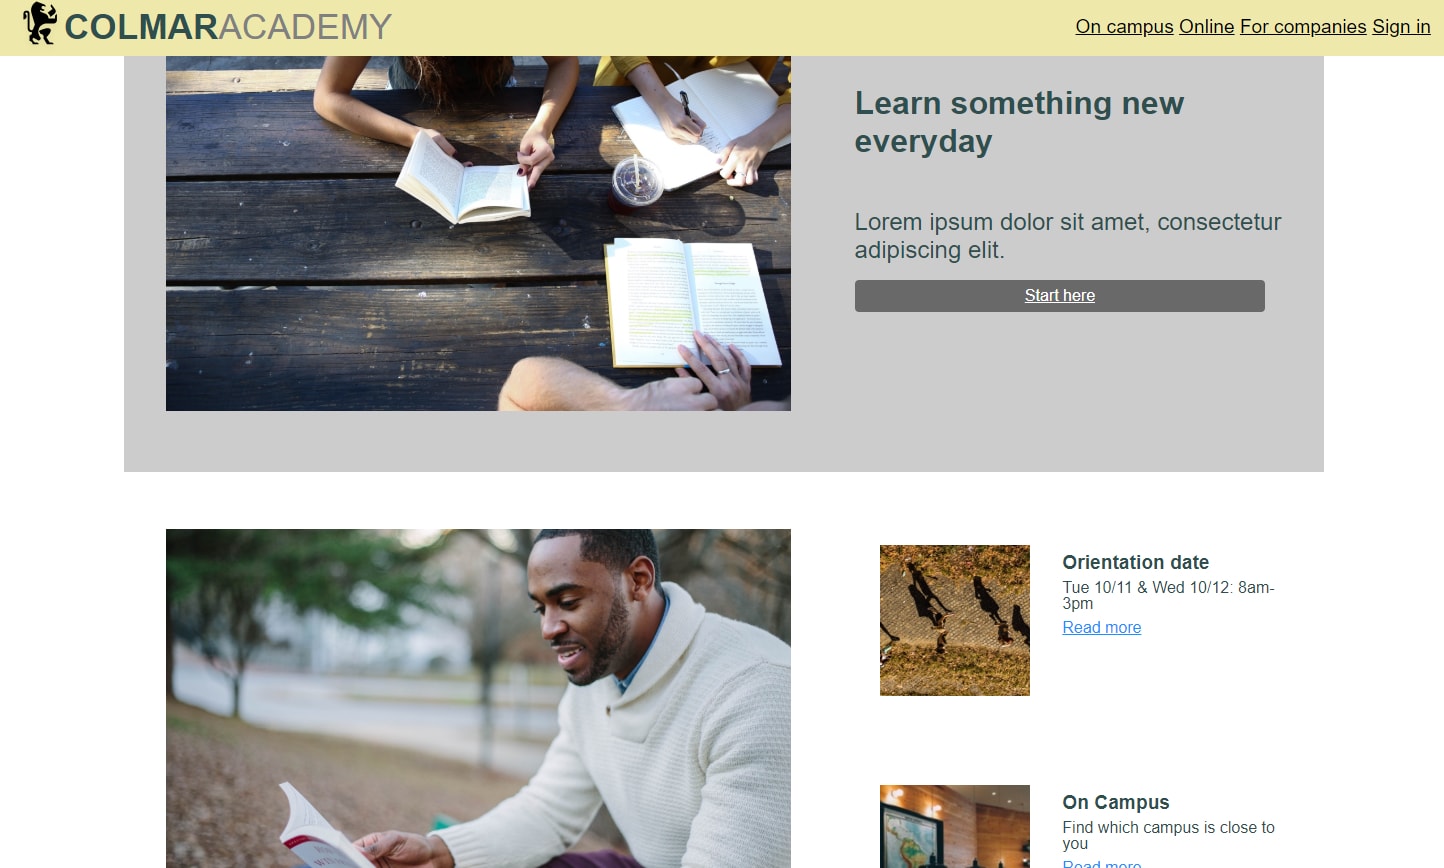 COLMARACADEMY
On campus Online For companies Sign in
Learn something new
everyday
Lorem ipsum dolor sit amet, consectetur
adipiscing elit.
Start here
Orientation date
Tue 10/11 & Wed 10/12: 8am-
3pm
Read more
On Campus
Find which campus is close to
you
Read more